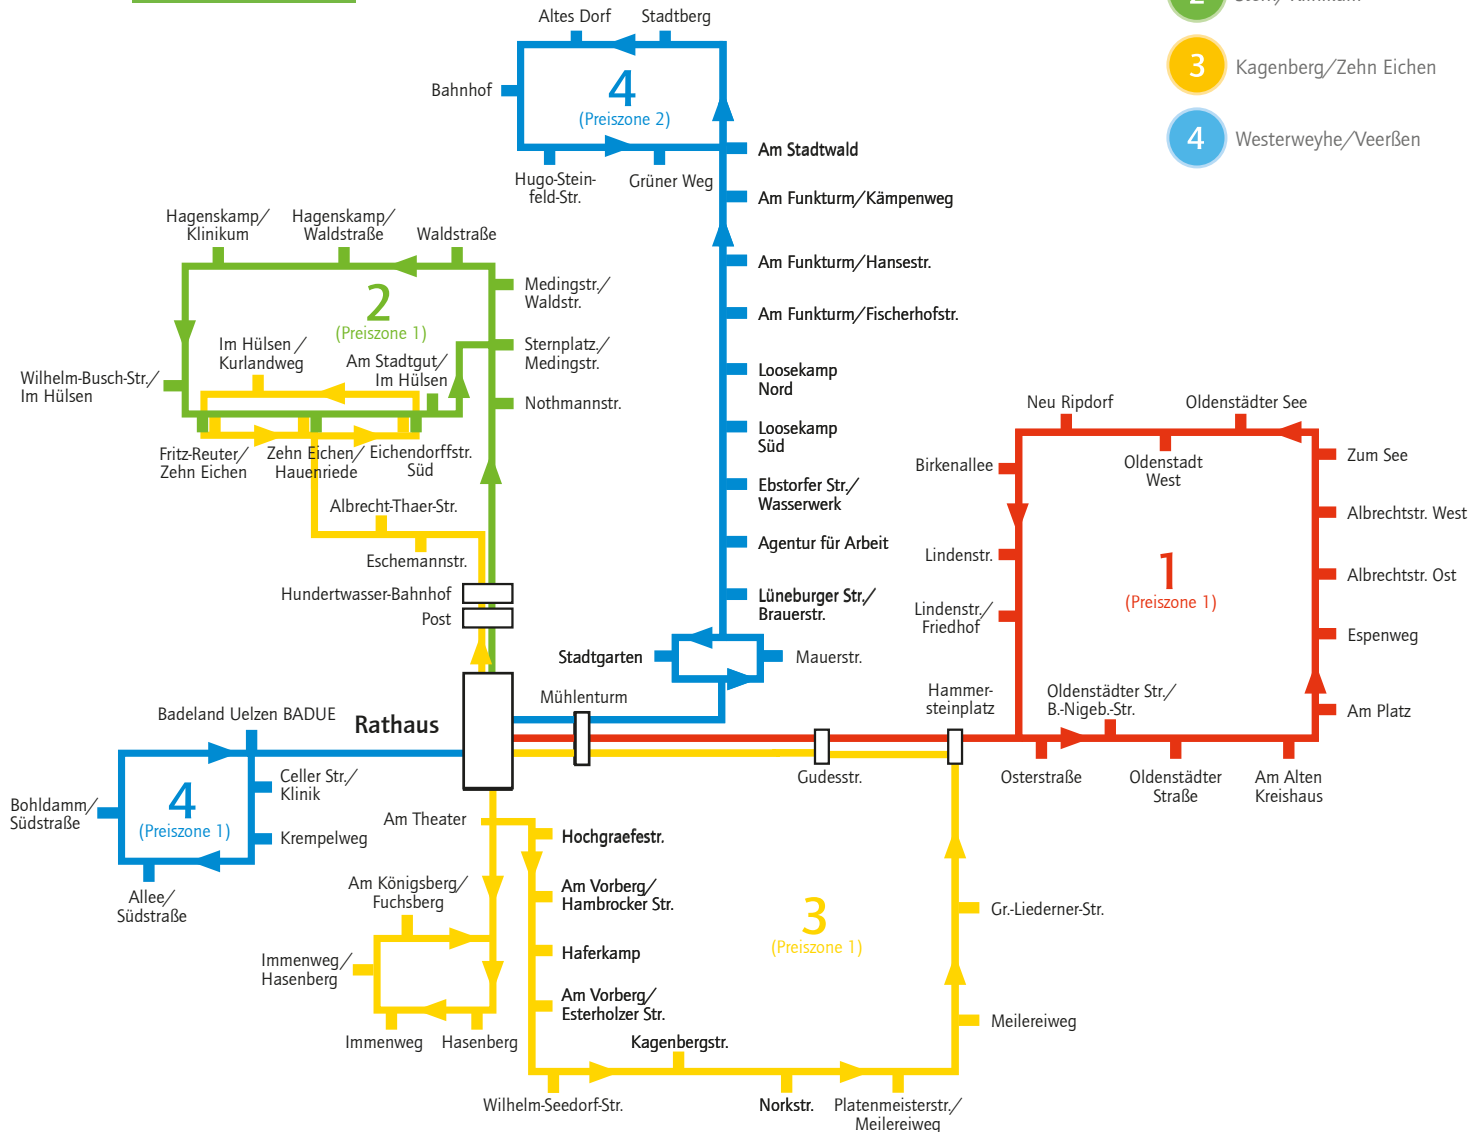 Altes Dorf
Stadtberg
2
3
Kagenberg/Zehn Eichen
4
Westerweyhe/Veerßen
Bahnhof
4
(Preiszone 2)
Am Stadtwald
Hugo-Stein-
feld-Str.
Grüner Weg
Am Funkturm/Kämpenweg
Am Funkturm/Hansestr.
Am Funkturm/Fischerhofstr.
Loosekamp
Nord
Loosekamp
Süd
Ebstorfer Str./
Wasserwerk
Agentur für Arbeit
Lüneburger Str./
Brauerstr.
Stadtgarten
Mauerstr.
Hagenskamp/
Klinikum
Hagenskamp/
Waldstraße
Waldstraße
2
(Preiszone 1)
Medingstr./
Waldstr.
Im Hülsen/
Kurlandweg
Am Stadtgut/
Im Hülsen
Sternplatz./
Medingstr.
Wilhelm-Busch-Str./
Im Hülsen
Nothmannstr.
Fritz-Reuter/
Zehn Eichen
Zehn Eichen/
Hauenriede
Eichendorffstr.
Süd
Albrecht-Thaer-Str.
Eschemannstr.
Hundertwasser-Bahnhof
Post
Neu Ripdorf
Oldenstädter See
Birkenallee
Oldenstadt
West
Zum See
Albrechtstr. West
Lindenstr.
1
(Preiszone 1)
Albrechtstr. Ost
Lindenstr./
Friedhof
Espenweg
Hammer-
steinplatz
Oldenstädter Str./
B.-Nigeb.-Str.
Am Platz
Osterstraße
Oldenstädter
Straße
Am Alten
Kreishaus
Mühlenturm
Gudesstr.
Rathaus
Badeland Uelzen BADUE
Celler Str./
Klinik
Bohldamm/
Südstraße
4
(Preiszone 1)
Krempelweg
Allee/
Südstraße
Am Theater
Hochgraefestr.
Am Königsberg/
Fuchsberg
Am Vorberg/
Hambrocker Str.
Immenweg/
Hasenberg
Haferkamp
Am Vorberg/
Esterholzer Str.
Immenweg
Hasenberg
3
(Preiszone 1)
Gr.-Liederner-Str.
Meilereiweg
Kagenbergstr.
Wilhelm-Seedorf-Str.
Norkstr.
Platenmeisterstr./
Meilereiweg